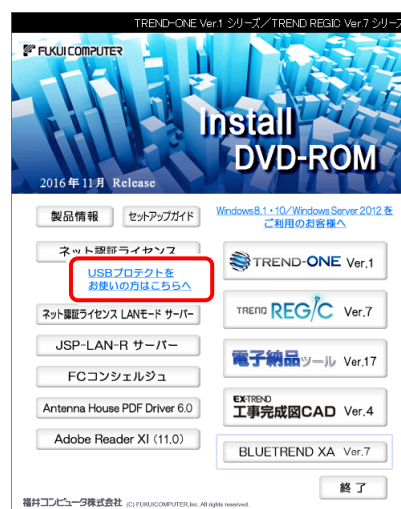 TREND-ONE Ver.1 シリーズ/TREND REGIC Ver.7 シリーズ
FUKUI COMPUTER
Install
DVD-ROM
2016年11月 Release
製品情報
セットアップガイド
Windows8.1・10/Windows Server 2012 を
ご利用のお客様へ
ネット認証ライセンス
USBプロテクトを
お使いの方はこちらへ
ネット認証ライセンス LANモード サーバー
JSP-LAN-R サーバー
FCコンシェルジュ
Antenna House PDF Driver 6.0
Adobe Reader XI (11.0)
TREND-ONE Ver.1
TREND REGIC Ver.7
電子納品ツール Ver.17
EX-TREND
工事完成図CAD Ver.4
BLUETREND XA Ver.7
終了
福井コンピュータ株式会社 (C) FUKUICOMPUTER,Inc. All rights reserved.